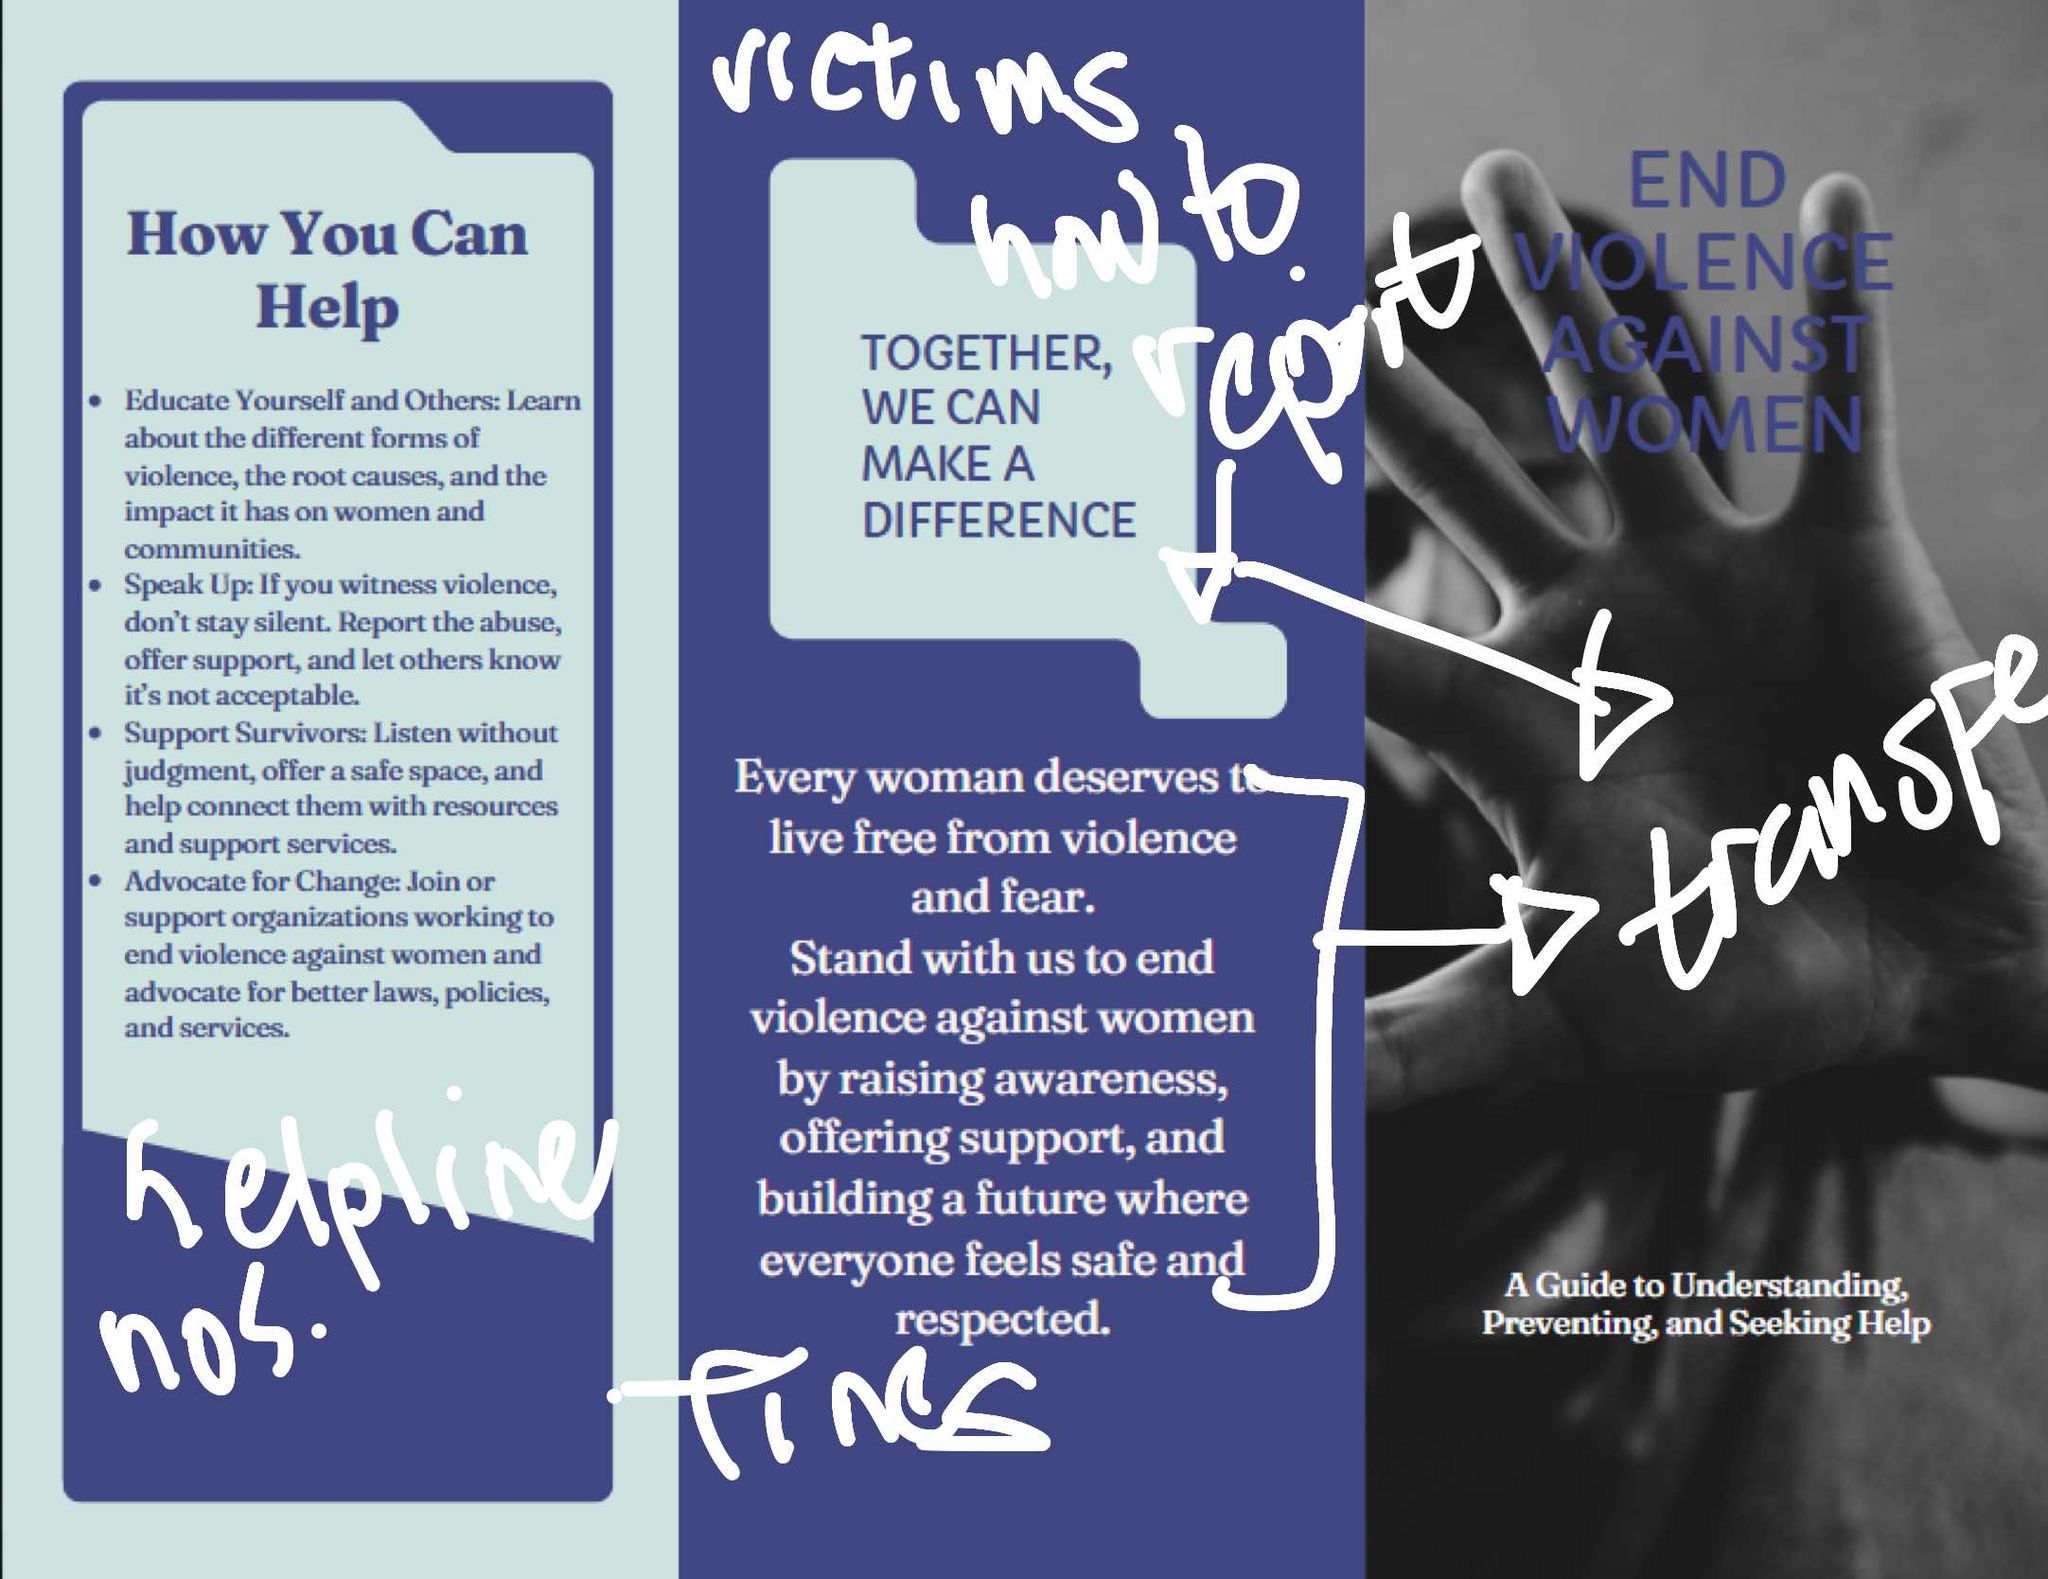 How You Can
Help
• Educate Yourself and Others: Learn
about the different forms of
violence, the root causes, and the
impact it has on women and
communities.
• Speak Up: If you witness violence,
don't stay silent. Report the abuse,
offer support, and let others know
it's not acceptable.
• Support Survivors: Listen without
judgment, offer a safe space, and
help connect them with resources
and support services.
• Advocate for Change: Join or
support organizations working to
end violence against women and
advocate for better laws, policies,
and services.
helpline
nos.
victims
how to.
report
TOGETHER,
WE CAN
MAKE A
DIFFERENCE
Every woman deserves to
live free from violence
and fear.
Stand with us to end
violence against women
by raising awareness,
offering support, and
building a future where
everyone feels safe and
respected.
END
VIOLENCE
AGAINST
WOMEN
transpe
A Guide to Understanding,
Preventing, and Seeking Help